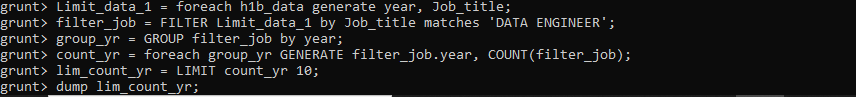 grunt> Limit_data_1 = foreach h1b_data generate year, Job_title;
grunt> filter_job = FILTER Limit_data_1 by Job_title matches 'DATA ENGINEER';
grunt> group_yr = GROUP filter_job by year;
grunt> count_yr = foreach group_yr GENERATE filter_job.year, COUNT(filter_job);
grunt> lim_count_yr = LIMIT count_yr 10;
grunt> dump lim_count_yr;